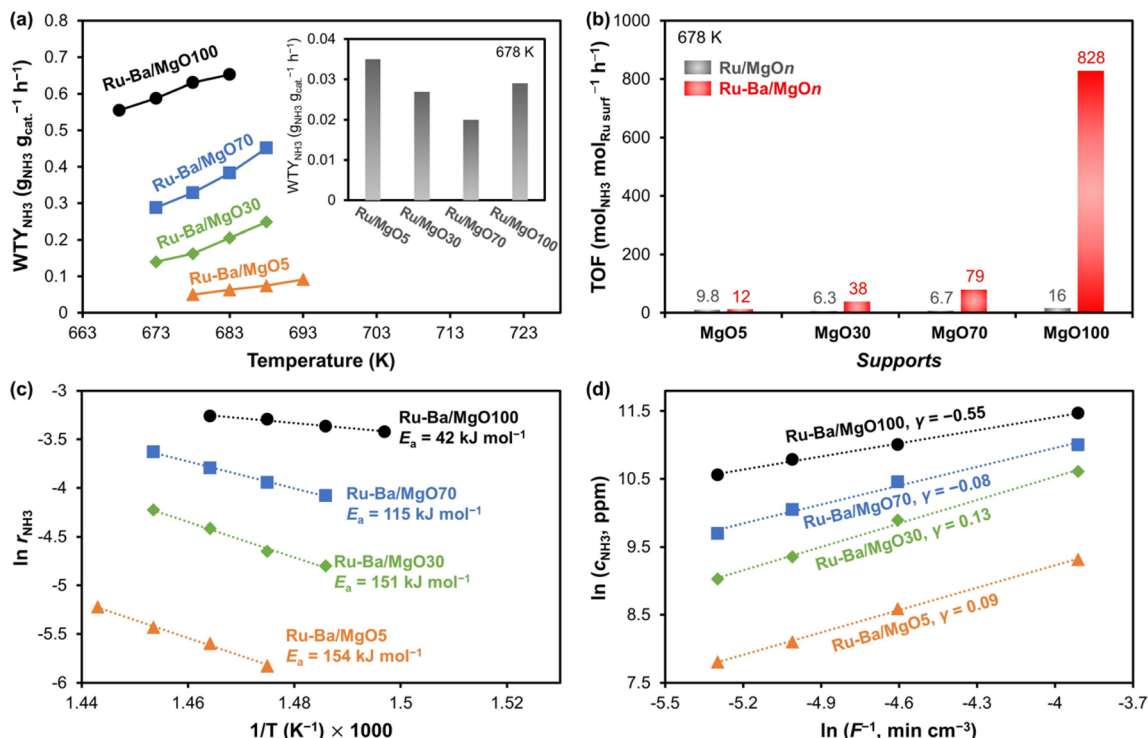 (a)
0.8
0.7
0.6
0.5
0.4
0.3
0.2
0.1
0
WTY_NH3 (g_NH3 g_cat.⁻¹ h⁻¹)
Ru-Ba/MgO100
Ru-Ba/MgO70
Ru-Ba/MgO30
Ru-Ba/MgO5
663 673 683 693 703 713 723
Temperature (K)
0.04
0.03
0.02
0.01
0
WTY_NH3 (g_NH3 g_cat.⁻¹ h⁻¹)
678 K
Ru/MgO5
Ru/MgO30
Ru/MgO70
Ru/MgO100
(b)
1000
800
600
400
200
0
TOF (mol_NH3 mol_Ru surf⁻¹ h⁻¹)
678 K
Ru/MgOn
Ru-Ba/MgOn
9.8 12 6.3 38 6.7 79 16 828
MgO5 MgO30 MgO70 MgO100
Supports
(c)
-3
-3.5
-4
-4.5
-5
-5.5
-6
ln r_NH3
Ru-Ba/MgO100
E_a = 42 kJ mol⁻¹
Ru-Ba/MgO70
E_a = 115 kJ mol⁻¹
Ru-Ba/MgO30
E_a = 151 kJ mol⁻¹
Ru-Ba/MgO5
E_a = 154 kJ mol⁻¹
1.44 1.46 1.48 1.5 1.52
1/T (K⁻¹) × 1000
(d)
11.5
10.5
9.5
8.5
7.5
ln (c_NH3, ppm)
Ru-Ba/MgO100, γ = −0.55
Ru-Ba/MgO70, γ = −0.08
Ru-Ba/MgO30, γ = 0.13
Ru-Ba/MgO5, γ = 0.09
-5.5 -5.2 -4.9 -4.6 -4.3 -4 -3.7
ln (F⁻¹, min cm⁻³)